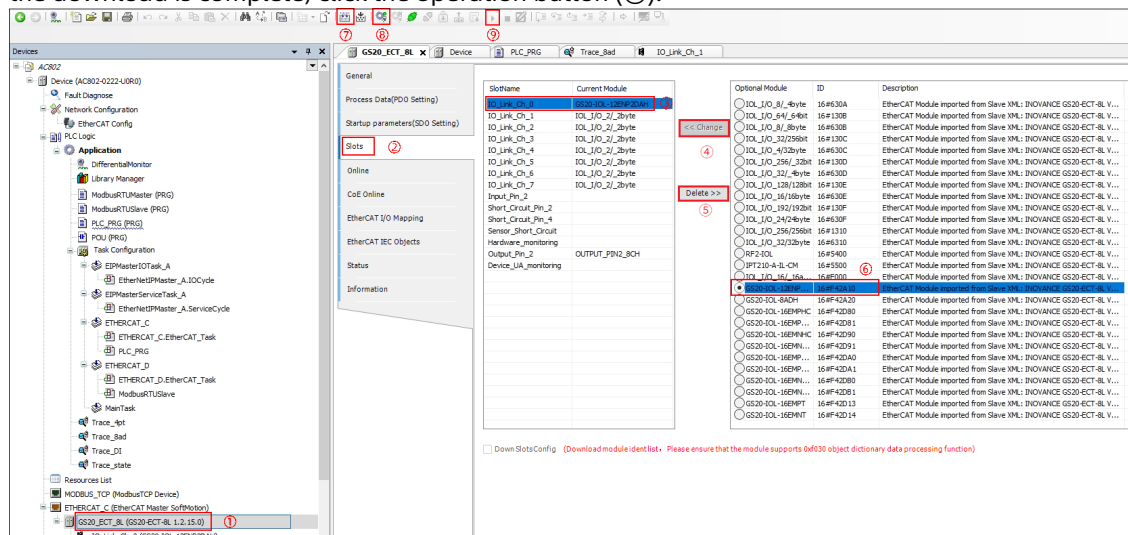 the download is complete, click the operation button (⑨).
⑦ ⑧ ⑨
Devices
AC802
Device (AC802-0222-U0R0)
Fault Diagnose
Network Configuration
EtherCAT Config
PLC Logic
Application
DifferentialMonitor
Library Manager
ModbusRTUMaster (PRG)
ModbusRTUSlave (PRG)
PLC_PRG (PRG)
POU (PRG)
Task Configuration
EIPMasterIOTask_A
EtherNetIPMaster_A.IOCycle
EIPMasterServiceTask_A
EtherNetIPMaster_A.ServiceCycle
ETHERCAT_C
ETHERCAT_C.EtherCAT_Task
PLC_PRG
ETHERCAT_D
ETHERCAT_D.EtherCAT_Task
ModbusRTUSlave
MainTask
Trace_4pt
Trace_8ad
Trace_DI
Trace_state
Resources List
MODBUS_TCP (ModbusTCP Device)
ETHERCAT_C (EtherCAT Master SoftMotion)
GS20_ECT_8L (GS20-ECT-8L 1.2.15.0) ①
GS20_ECT_8L Device PLC_PRG Trace_8ad IO_Link_Ch_1
General
Process Data(PDO Setting)
Startup parameters(SDO Setting)
Slots ②
Online
CoE Online
EtherCAT I/O Mapping
EtherCAT IEC Objects
Status
Information
SlotName Current Module
IO_Link_Ch_0 GS20-IOL-12ENP2DAH ③
IO_Link_Ch_1 IOL_I/O_2/_2byte
IO_Link_Ch_2 IOL_I/O_2/_2byte
IO_Link_Ch_3 IOL_I/O_2/_2byte
IO_Link_Ch_4 IOL_I/O_2/_2byte
IO_Link_Ch_5 IOL_I/O_2/_2byte
IO_Link_Ch_6 IOL_I/O_2/_2byte
IO_Link_Ch_7 IOL_I/O_2/_2byte
Input_Pin_2
Short_Circuit_Pin_2
Short_Circuit_Pin_4
Sensor_Short_Circuit
Hardware_monitoring
Output_Pin_2 OUTPUT_PIN2_8CH
Device_UA_monitoring
<< Change
④
Delete >>
⑤
Optional Module ID Description
IOL_I/O_8/_4byte 16#630A EtherCAT Module imported from Slave XML: INOVANCE GS20-ECT-8L V...
IOL_I/O_64/_64bit 16#130B EtherCAT Module imported from Slave XML: INOVANCE GS20-ECT-8L V...
IOL_I/O_8/_8byte 16#630B EtherCAT Module imported from Slave XML: INOVANCE GS20-ECT-8L V...
IOL_I/O_32/256bit 16#130C EtherCAT Module imported from Slave XML: INOVANCE GS20-ECT-8L V...
IOL_I/O_4/32byte 16#630C EtherCAT Module imported from Slave XML: INOVANCE GS20-ECT-8L V...
IOL_I/O_256/_32bit 16#130D EtherCAT Module imported from Slave XML: INOVANCE GS20-ECT-8L V...
IOL_I/O_32/_4byte 16#630D EtherCAT Module imported from Slave XML: INOVANCE GS20-ECT-8L V...
IOL_I/O_128/128bit 16#130E EtherCAT Module imported from Slave XML: INOVANCE GS20-ECT-8L V...
IOL_I/O_16/16byte 16#630E EtherCAT Module imported from Slave XML: INOVANCE GS20-ECT-8L V...
IOL_I/O_192/192bit 16#130F EtherCAT Module imported from Slave XML: INOVANCE GS20-ECT-8L V...
IOL_I/O_24/24byte 16#630F EtherCAT Module imported from Slave XML: INOVANCE GS20-ECT-8L V...
IOL_I/O_256/256bit 16#1310 EtherCAT Module imported from Slave XML: INOVANCE GS20-ECT-8L V...
IOL_I/O_32/32byte 16#6310 EtherCAT Module imported from Slave XML: INOVANCE GS20-ECT-8L V...
RF2-IOL 16#5400 EtherCAT Module imported from Slave XML: INOVANCE GS20-ECT-8L V...
IPT210-A-IL-CM 16#5500 EtherCAT Module imported from Slave XML: INOVANCE GS20-ECT-8L V...
IOL_I/O_16/_16a... 16#E000 ⑥ EtherCAT Module imported from Slave XML: INOVANCE GS20-ECT-8L V...
GS20-IOL-12ENP... 16#F42A10 EtherCAT Module imported from Slave XML: INOVANCE GS20-ECT-8L V...
GS20-IOL-8ADH 16#F42A20 EtherCAT Module imported from Slave XML: INOVANCE GS20-ECT-8L V...
GS20-IOL-16EMPHC 16#F42D80 EtherCAT Module imported from Slave XML: INOVANCE GS20-ECT-8L V...
GS20-IOL-16EMP... 16#F42D81 EtherCAT Module imported from Slave XML: INOVANCE GS20-ECT-8L V...
GS20-IOL-16EMNHC 16#F42D90 EtherCAT Module imported from Slave XML: INOVANCE GS20-ECT-8L V...
GS20-IOL-16EMN... 16#F42D91 EtherCAT Module imported from Slave XML: INOVANCE GS20-ECT-8L V...
GS20-IOL-16EMP... 16#F42DA0 EtherCAT Module imported from Slave XML: INOVANCE GS20-ECT-8L V...
GS20-IOL-16EMP... 16#F42DA1 EtherCAT Module imported from Slave XML: INOVANCE GS20-ECT-8L V...
GS20-IOL-16EMN... 16#F42DB0 EtherCAT Module imported from Slave XML: INOVANCE GS20-ECT-8L V...
GS20-IOL-16EMN... 16#F42DB1 EtherCAT Module imported from Slave XML: INOVANCE GS20-ECT-8L V...
GS20-IOL-16EMPT 16#F42D13 EtherCAT Module imported from Slave XML: INOVANCE GS20-ECT-8L V...
GS20-IOL-16EMNT 16#F42D14 EtherCAT Module imported from Slave XML: INOVANCE GS20-ECT-8L V...
Down SlotsConfig (Download module ident list, Please ensure that the module supports 0xf030 object dictionary data processing function)